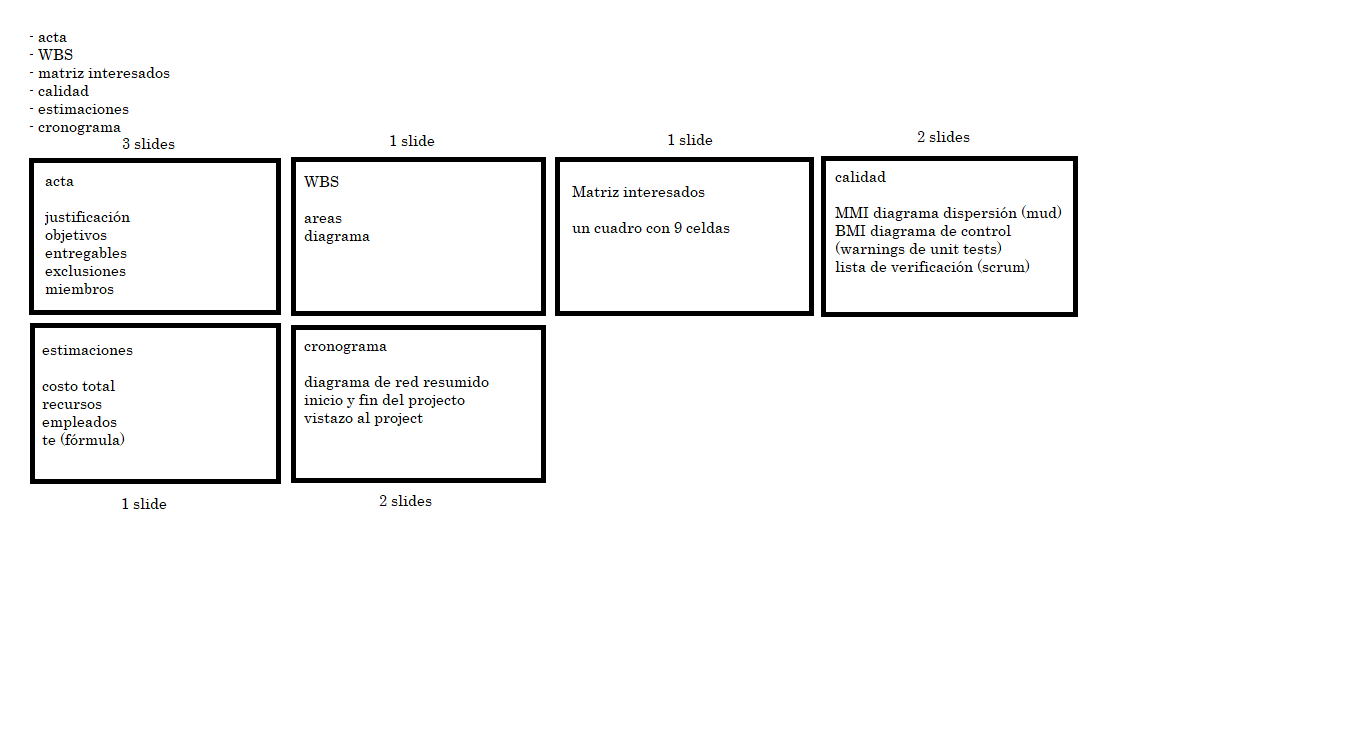 - acta
- WBS
- matriz interesados
- calidad
- estimaciones
- cronograma
3 slides
1 slide
1 slide
2 slides
acta
justificación
objetivos
entregables
exclusiones
miembros
WBS
areas
diagrama
Matriz interesados
un cuadro con 9 celdas
calidad
MMI diagrama dispersión (mud)
BMI diagrama de control
(warnings de unit tests)
lista de verificación (scrum)
estimaciones
costo total
recursos
empleados
te (fórmula)
1 slide
cronograma
diagrama de red resumido
inicio y fin del projecto
vistazo al project
2 slides